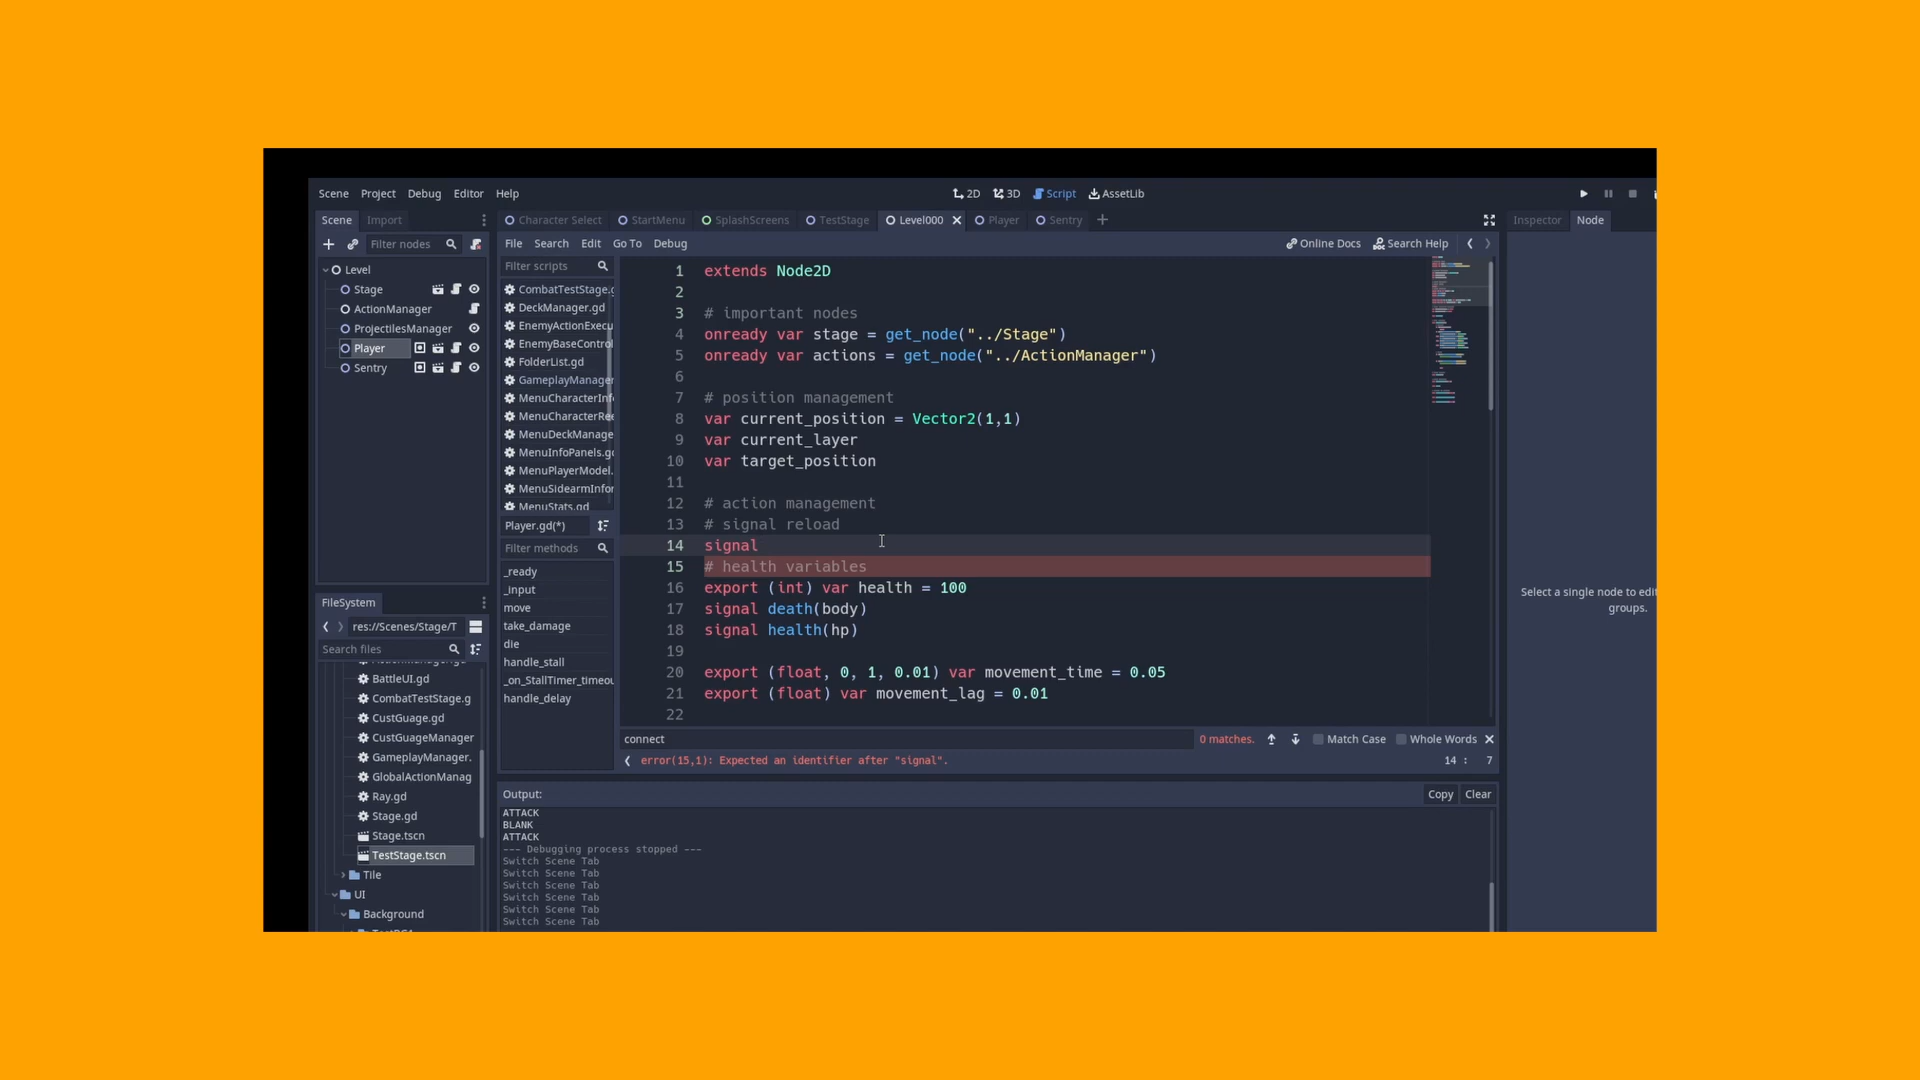 Scene Project Debug Editor Help
2D 3D Script AssetLib
Scene Import
Character Select StartMenu SplashScreens TestStage Level000 Player Sentry
Inspector Node
Filter nodes
File Search Edit Go To Debug
Online Docs Search Help
Level
Stage
ActionManager
ProjectilesManager
Player
Sentry
Filter scripts
CombatTestStage.g
DeckManager.gd
EnemyActionExecu
EnemyBaseControl
FolderList.gd
GameplayManager
MenuCharacterInf
MenuCharacterRe
MenuDeckManage
MenuInfoPanels.gd
MenuPlayerModel.
MenuSidearmInfor
MenuStats.gd
Player.gd(*)
Filter methods
_ready
_input
move
take_damage
die
handle_stall
_on_StallTimer_timeou
handle_delay
1 extends Node2D
2
3 # important nodes
4 onready var stage = get_node("../Stage")
5 onready var actions = get_node("../ActionManager")
6
7 # position management
8 var current_position = Vector2(1,1)
9 var current_layer
10 var target_position
11
12 # action management
13 # signal reload
14 signal
15 # health variables
16 export (int) var health = 100
17 signal death(body)
18 signal health(hp)
19
20 export (float, 0, 1, 0.01) var movement_time = 0.05
21 export (float) var movement_lag = 0.01
22
connect
0 matches. Match Case Whole Words
error(15,1): Expected an identifier after "signal".
14 : 7
Select a single node to edi
groups.
FileSystem
res://Scenes/Stage/T
Search files
BattleUI.gd
CombatTestStage.g
CustGuage.gd
CustGuageManager
GameplayManager.
GlobalActionManag
Ray.gd
Stage.gd
Stage.tscn
TestStage.tscn
Tile
UI
Background
Output:
Copy Clear
ATTACK
BLANK
ATTACK
--- Debugging process stopped ---
Switch Scene Tab
Switch Scene Tab
Switch Scene Tab
Switch Scene Tab
Switch Scene Tab
Switch Scene Tab